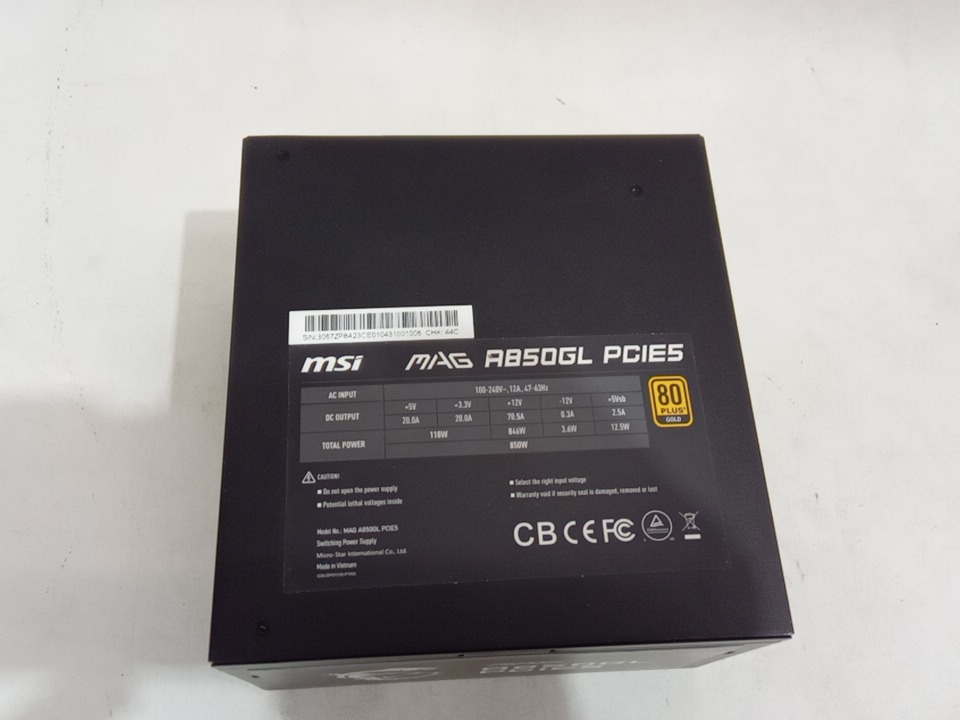 S/N:3067ZP8A23CE010431001006 CHK: 44C
msi MAG A850GL PCIE5
AC INPUT 100-240V~,12A, 47-63Hz
DC OUTPUT +5V +3.3V +12V -12V +5Vsb
20.0A 20.0A 70.5A 0.3A 2.5A
TOTAL POWER 110W 846W 3.6W 12.5W
850W
80
PLUS
GOLD
CAUTION!
Do not open the power supply
Potential lethal voltages inside
Select the right input voltage
Warranty void if security seal is damaged, removed or lost
Model No.: MAG A850GL PCIE5
Switching Power Supply
Micro-Star International Co., Ltd.
Made in Vietnam
CB CE FC
A850GL